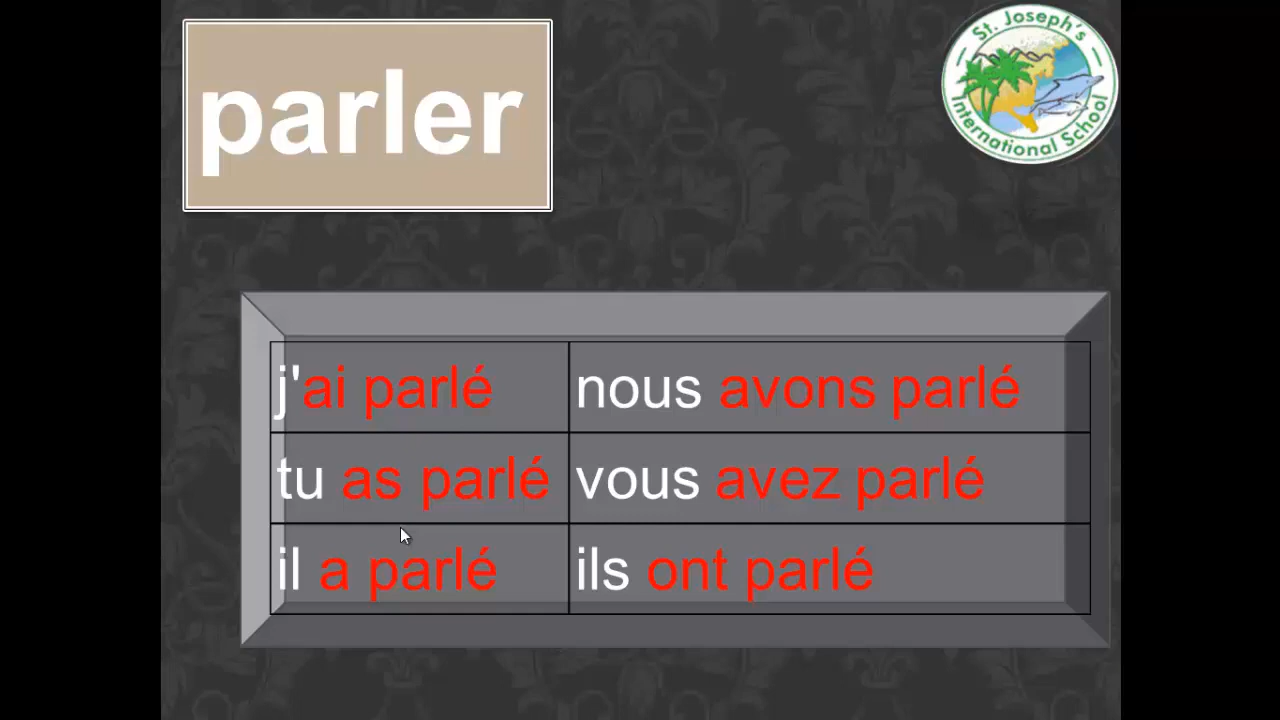 parler
St. Joseph's
International School
j'ai parlé
nous avons parlé
tu as parlé
vous avez parlé
il a parlé
ils ont parlé